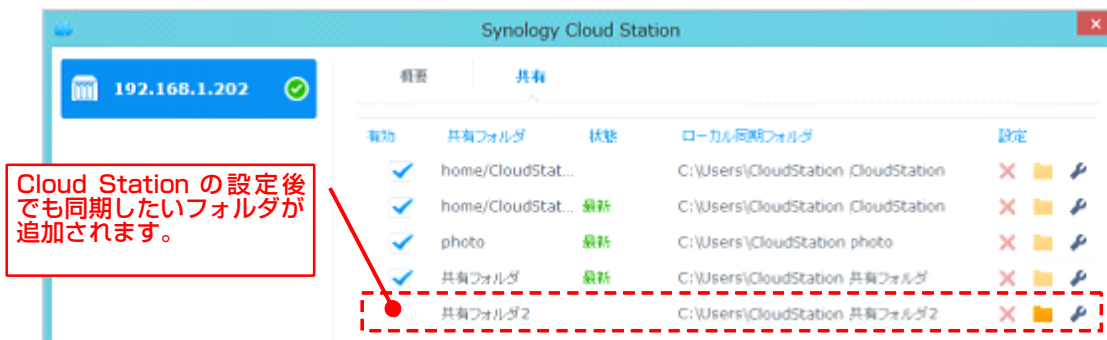 Synology Cloud Station
192.168.1.202
概要 共有
有効 共有フォルダ 状態 ローカル同期フォルダ 設定
home/CloudStat... C:\Users\CloudStation CloudStation
home/CloudStat... 最新 C:\Users\CloudStation CloudStation
photo 最新 C:\Users\CloudStation photo
共有フォルダ 最新 C:\Users\CloudStation 共有フォルダ
共有フォルダ2 C:\Users\CloudStation 共有フォルダ2
Cloud Station の設定後
でも同期したいフォルダが
追加されます。